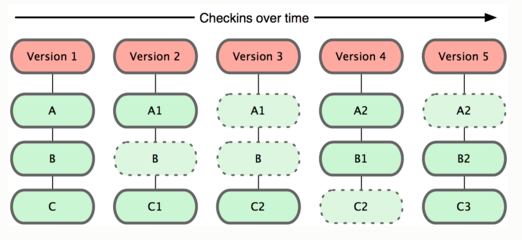 Checkins over time
Version 1 Version 2 Version 3 Version 4 Version 5
A A1 A1 A2 A2
B B B B1 B2
C C1 C2 C2 C3